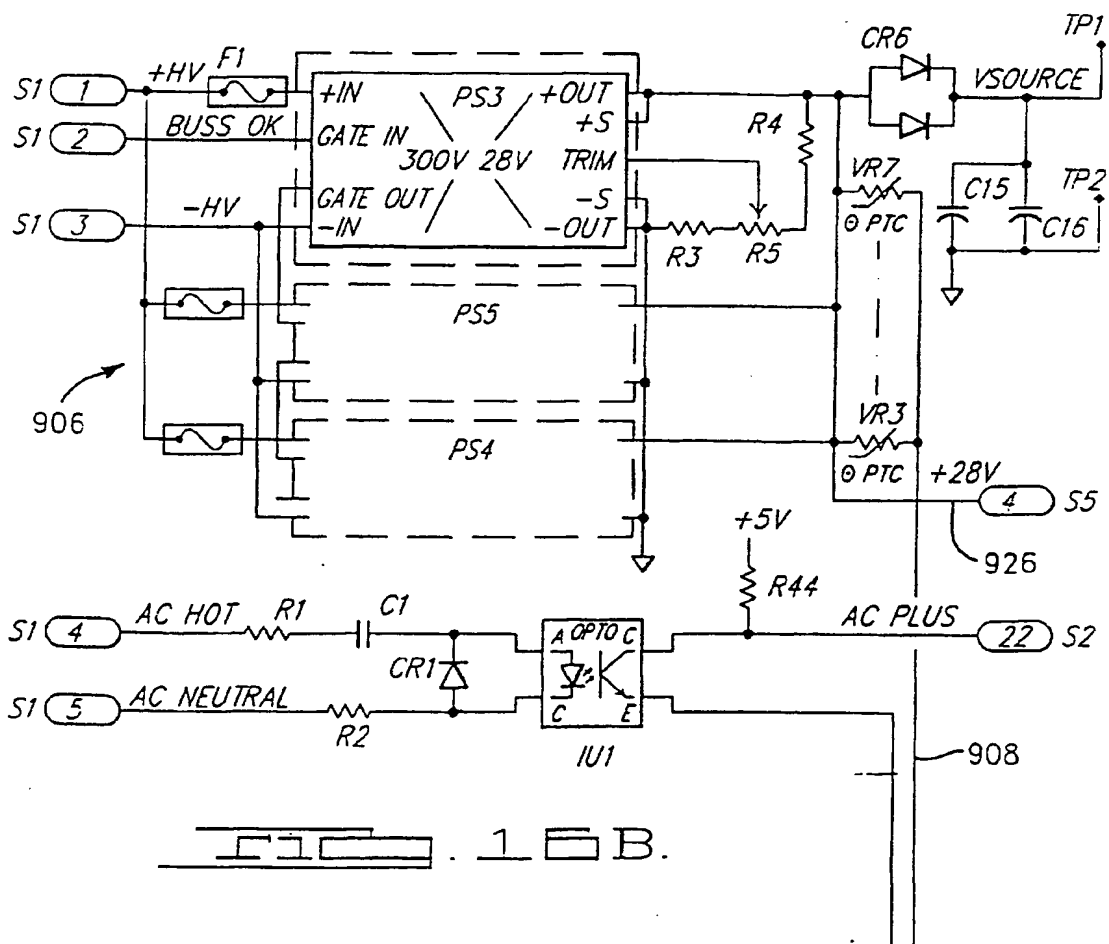 TP1
CR6
S1 1 +HV F1
+IN PS3 +OUT VSOURCE
S1 2 BUSS OK GATE IN +S R4
300V 28V TRIM
VR7 C15 TP2
GATE OUT -S
S1 3 -HV -IN -OUT Θ PTC C16
R3 R5
PS5
906
VR3
PS4 Θ PTC +28V
4 S5
+5V
926
R44
S1 4 AC HOT R1 C1 AC PLUS
A OPTO C 22 S2
CR1
S1 5 AC NEUTRAL C E
R2
IU1
908
FIG. 16B.